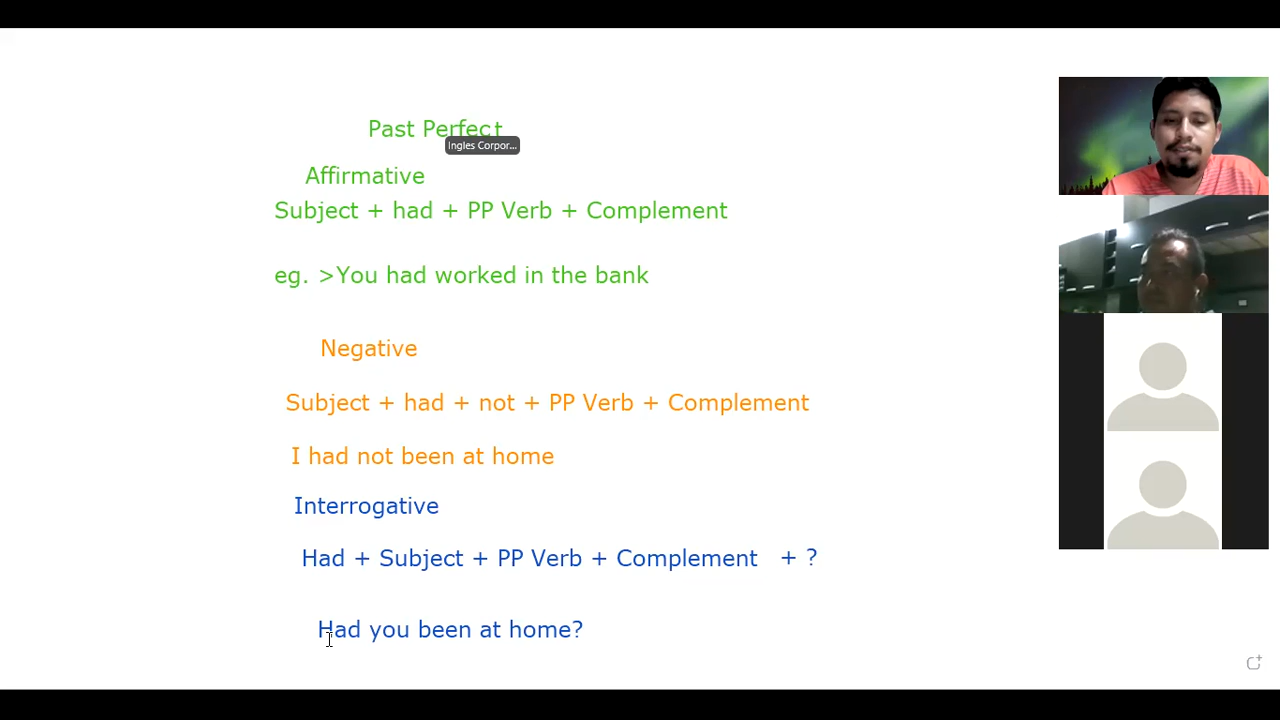 Past Perfect
Ingles Corpor...
Affirmative
Subject + had + PP Verb + Complement
eg. >You had worked in the bank
Negative
Subject + had + not + PP Verb + Complement
I had not been at home
Interrogative
Had + Subject + PP Verb + Complement + ?
Had you been at home?